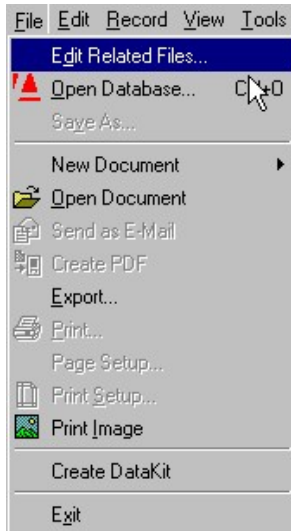 File Edit Record View Tools
Edit Related Files...
Open Database...
Save As...
New Document
Open Document
Send as E-Mail
Create PDF
Export...
Print...
Page Setup...
Print Setup...
Print Image
Create DataKit
Exit